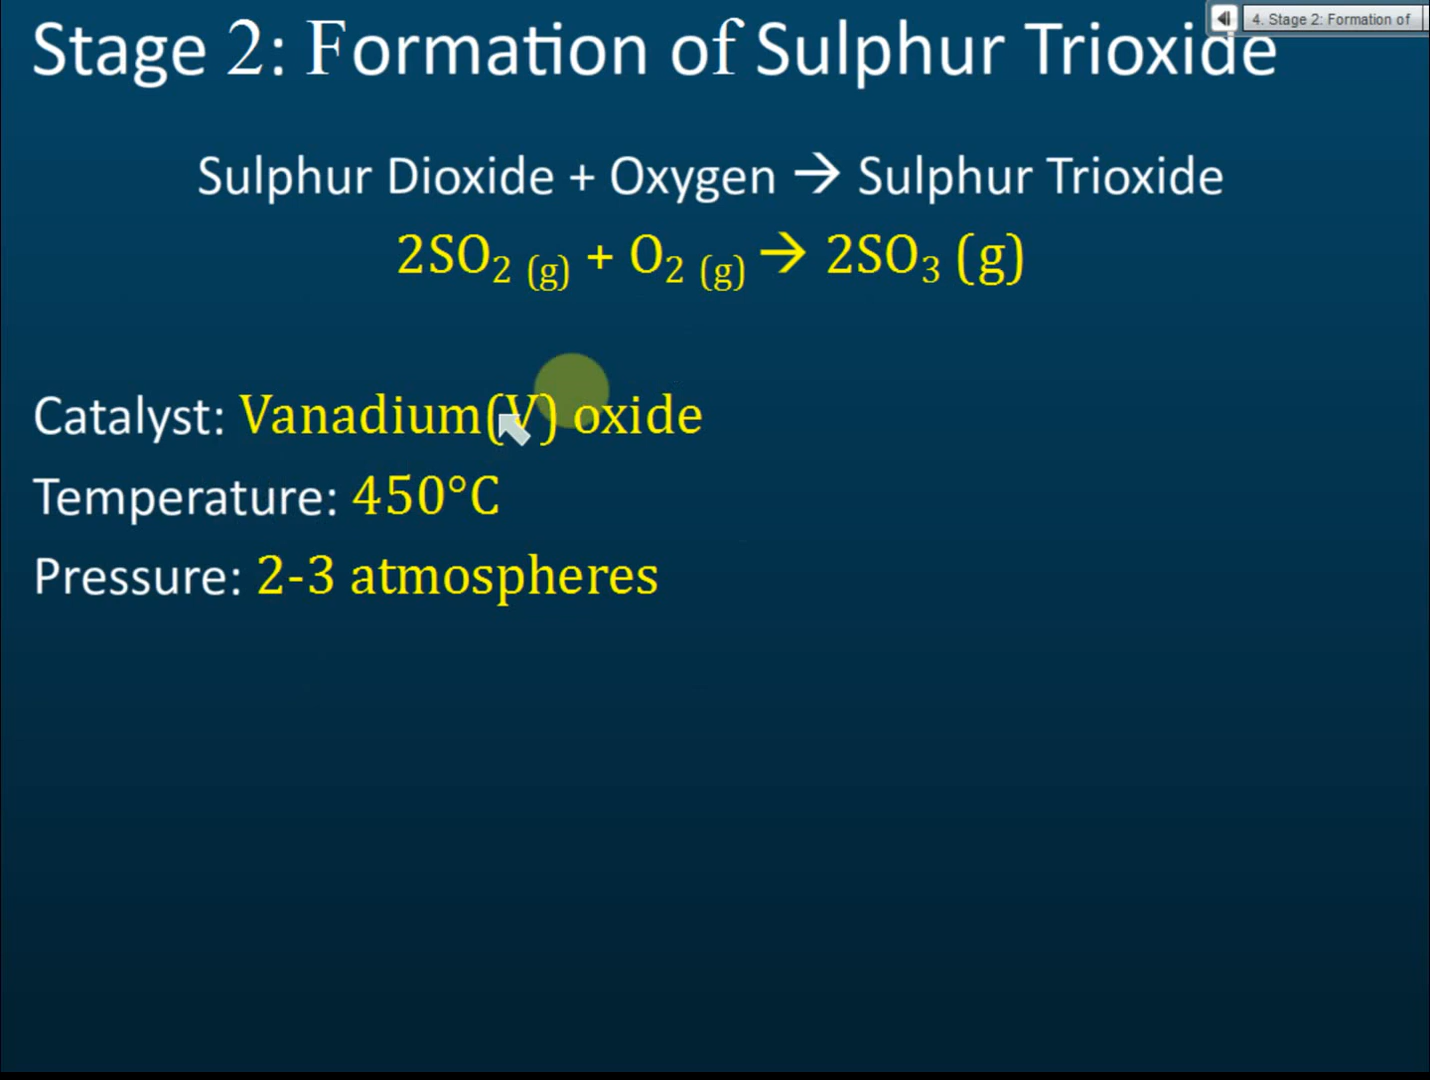 Stage 2: Formation of Sulphur Trioxide
4. Stage 2: Formation of
Sulphur Dioxide + Oxygen → Sulphur Trioxide
2SO₂ (g) + O₂ (g) → 2SO₃ (g)
Catalyst: Vanadium(V) oxide
Temperature: 450°C
Pressure: 2-3 atmospheres